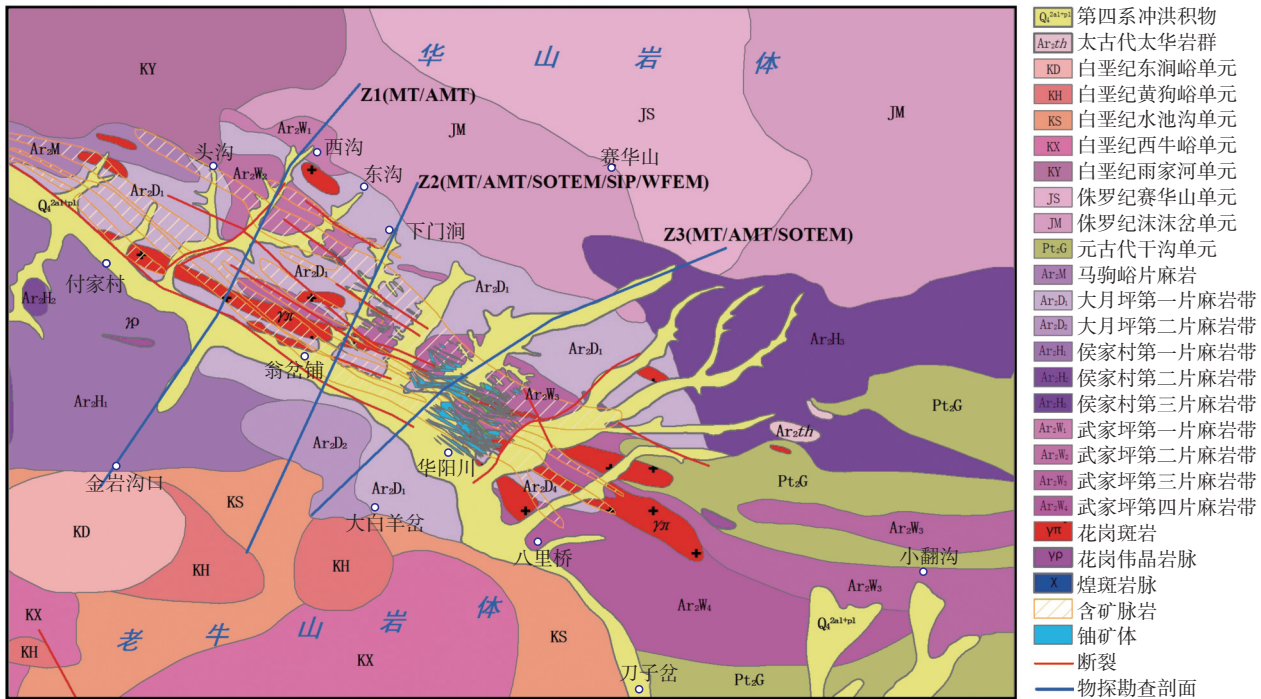 华 山 岩 体
KY
JS
JM
JM
Z1(MT/AMT)
Ar₂W₁
西沟
头沟
Ar₂M
Ar₂W₂
东沟
赛华山
Z2(MT/AMT/SOTEM/SIP/WFEM)
Ar₂D₁
Q₄²ᵃˡ⁺ᵖˡ
下门涧
Z3(MT/AMT/SOTEM)
付家村
Ar₂D₁
Ar₂D₁
Ar₂H₂
γρ
γπ
Ar₂H₃
Ar₂D₁
翁岔铺
Pt₂G
Ar₂H₁
Ar₂W₃
Ar₂D₂
Ar₂th
华阳川
金岩沟口
Ar₂D₁
Ar₂D₄
Pt₂G
大白羊岔
KS
KD
γπ
Ar₂W₃
八里桥
小翻沟
KH
KH
Ar₂W₃
Ar₂W₄
KX
Q₄²ᵃˡ⁺ᵖˡ
老 牛 山 岩 体
KS
KH
KX
刀子岔
Pt₂G
Q₄²ᵃˡ⁺ᵖˡ 第四系冲洪积物
Ar₂th 太古代太华岩群
KD 白垩纪东涧峪单元
KH 白垩纪黄狗峪单元
KS 白垩纪水池沟单元
KX 白垩纪西牛峪单元
KY 白垩纪雨家河单元
JS 侏罗纪赛华山单元
JM 侏罗纪沫沫岔单元
Pt₂G 元古代干沟单元
Ar₂M 马驹峪片麻岩
Ar₂D₁ 大月坪第一片麻岩带
Ar₂D₂ 大月坪第二片麻岩带
Ar₂H₁ 侯家村第一片麻岩带
Ar₂H₂ 侯家村第二片麻岩带
Ar₂H₃ 侯家村第三片麻岩带
Ar₂W₁ 武家坪第一片麻岩带
Ar₂W₂ 武家坪第二片麻岩带
Ar₂W₃ 武家坪第三片麻岩带
Ar₂W₄ 武家坪第四片麻岩带
γπ 花岗斑岩
γρ 花岗伟晶岩脉
X 煌斑岩脉
含矿脉岩
铀矿体
断裂
物探勘查剖面